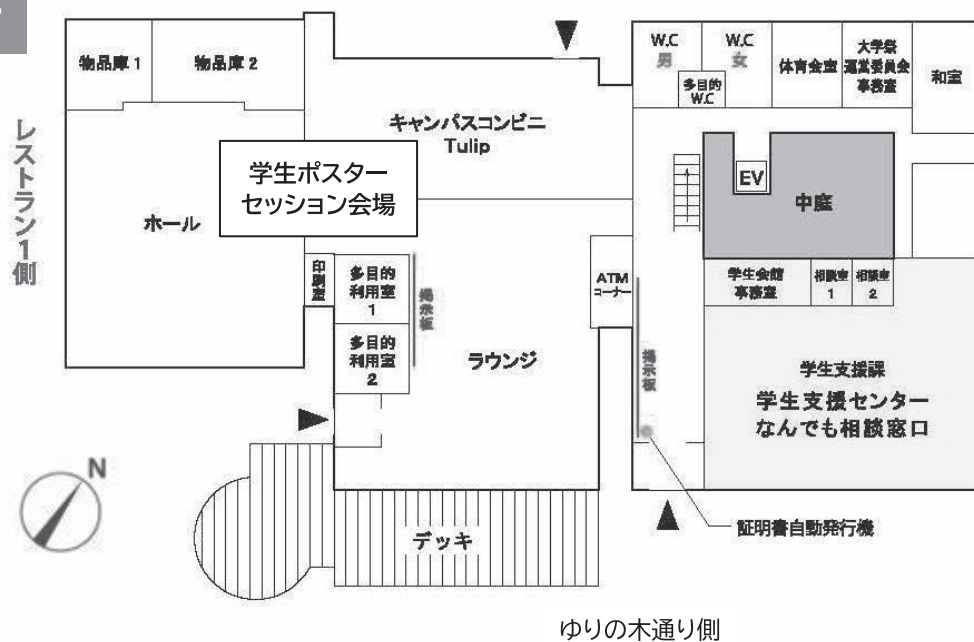 物品庫 1
物品庫 2
W.C
男
W.C
女
多目的
W.C
体育会室
大学祭
運営委員会
事務室
和室
キャンパスコンビニ
Tulip
学生ポスター
セッション会場
EV
中庭
レストラン1側
ホール
印刷室
多目的
利用室
1
掲示板
ATM
コーナー
学生会館
事務室
相談室
1
相談室
2
多目的
利用室
2
ラウンジ
掲示板
学生支援課
学生支援センター
なんでも相談窓口
N
デッキ
証明書自動発行機
ゆりの木通り側